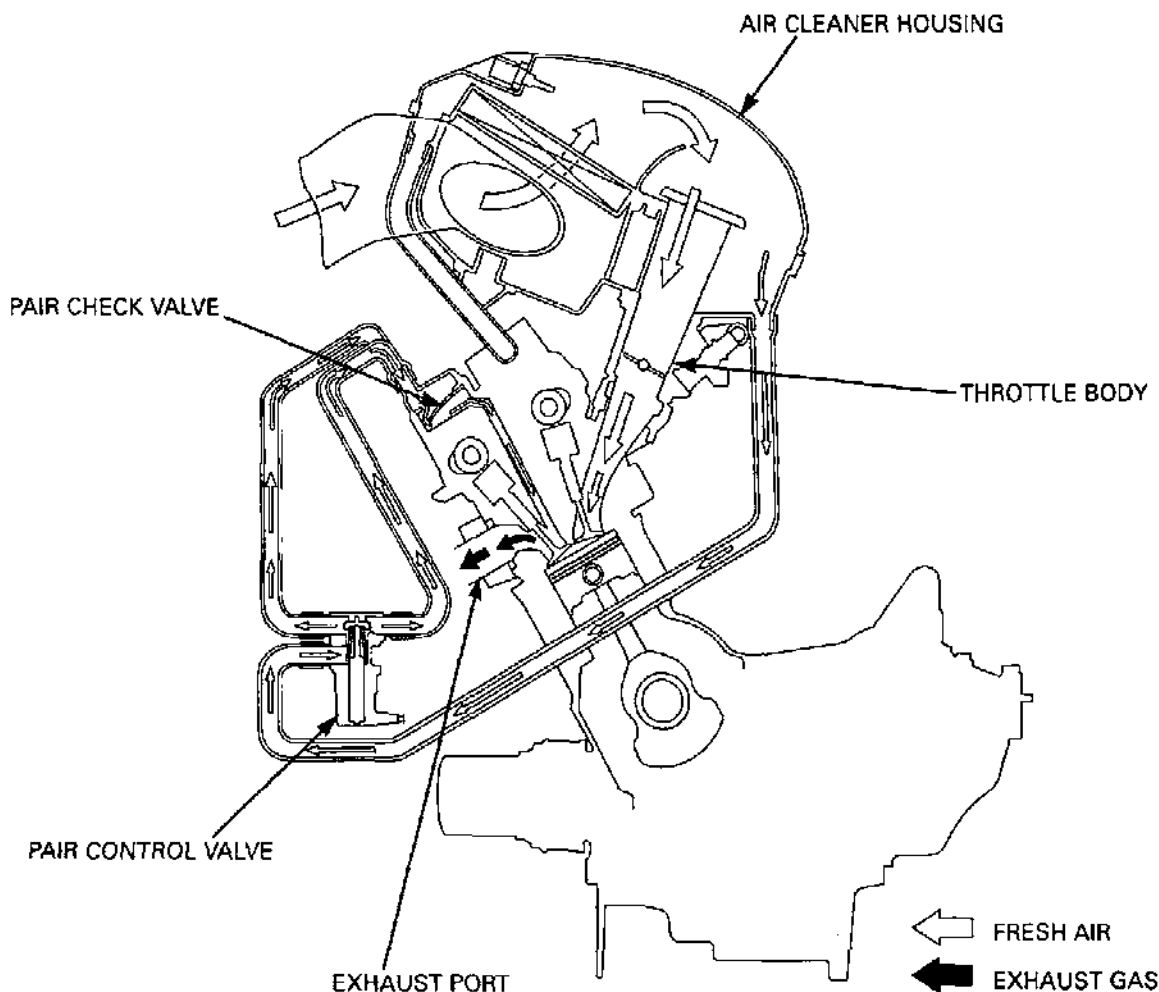 AIR CLEANER HOUSING
PAIR CHECK VALVE
THROTTLE BODY
PAIR CONTROL VALVE
EXHAUST PORT
FRESH AIR
EXHAUST GAS